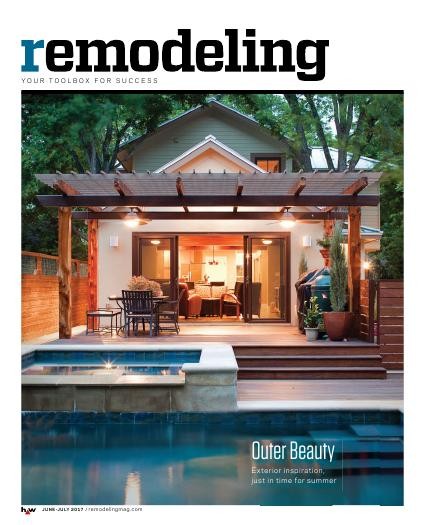 remodeling
YOUR TOOLBOX FOR SUCCESS
Outer Beauty
Exterior inspiration,
just in time for summer
hw JUNE-JULY 2017 / remodelingmag.com